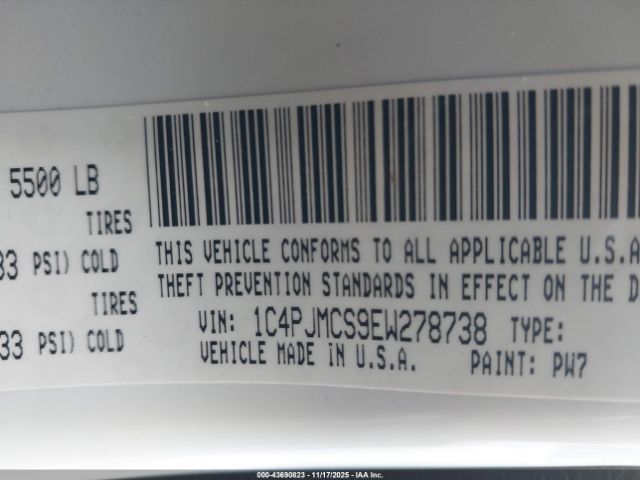 5500 LB
TIRES
33 PSI) COLD
TIRES
33 PSI) COLD
THIS VEHICLE CONFORMS TO ALL APPLICABLE U.S.A
THEFT PREVENTION STANDARDS IN EFFECT ON THE D
VIN: 1C4PJMCS9EW278738 TYPE:
VEHICLE MADE iN U.S.A. PAINT: PW7
000-43690823 - 11/17/2025 - IAA Inc.